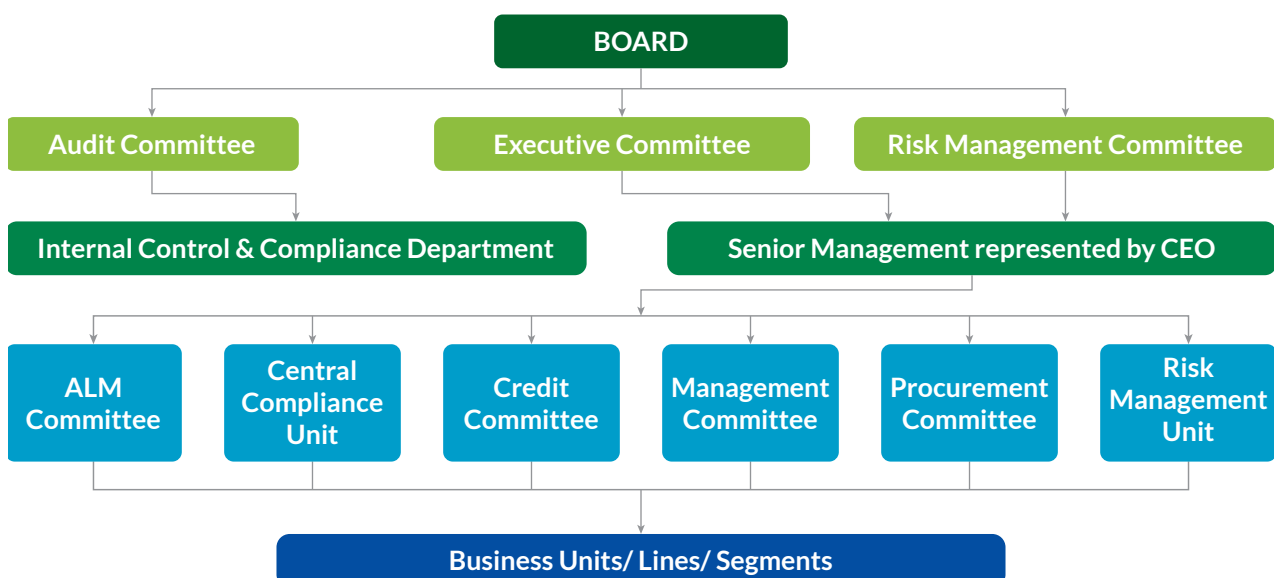 BOARD
Audit Committee
Executive Committee
Risk Management Committee
Internal Control & Compliance Department
Senior Management represented by CEO
ALM
Committee
Central
Compliance
Unit
Credit
Committee
Management
Committee
Procurement
Committee
Risk
Management
Unit
Business Units/ Lines/ Segments